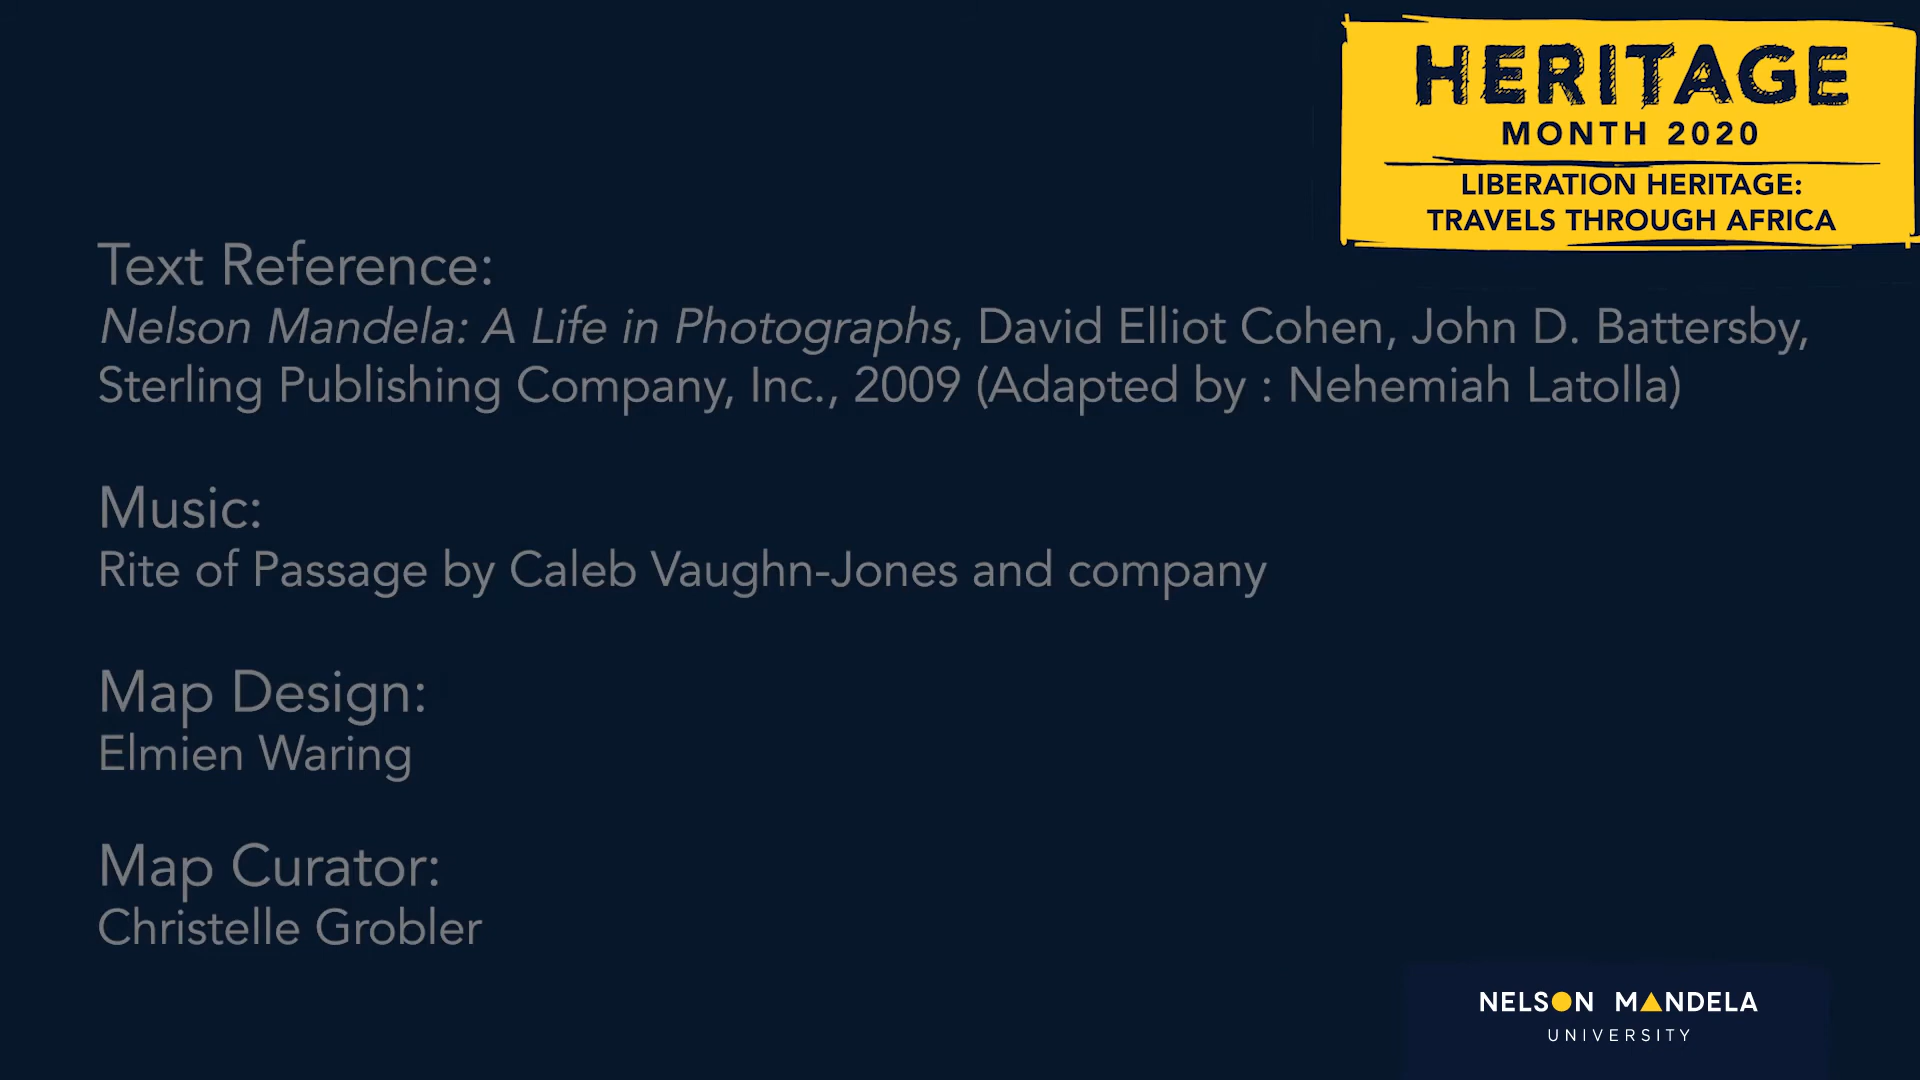 HERITAGE
MONTH 2020
LIBERATION HERITAGE:
TRAVELS THROUGH AFRICA
Text Reference:
Nelson Mandela: A Life in Photographs, David Elliot Cohen, John D. Battersby,
Sterling Publishing Company, Inc., 2009 (Adapted by : Nehemiah Latolla)
Music:
Rite of Passage by Caleb Vaughn-Jones and company
Map Design:
Elmien Waring
Map Curator:
Christelle Grobler
NELSON MANDELA
UNIVERSITY